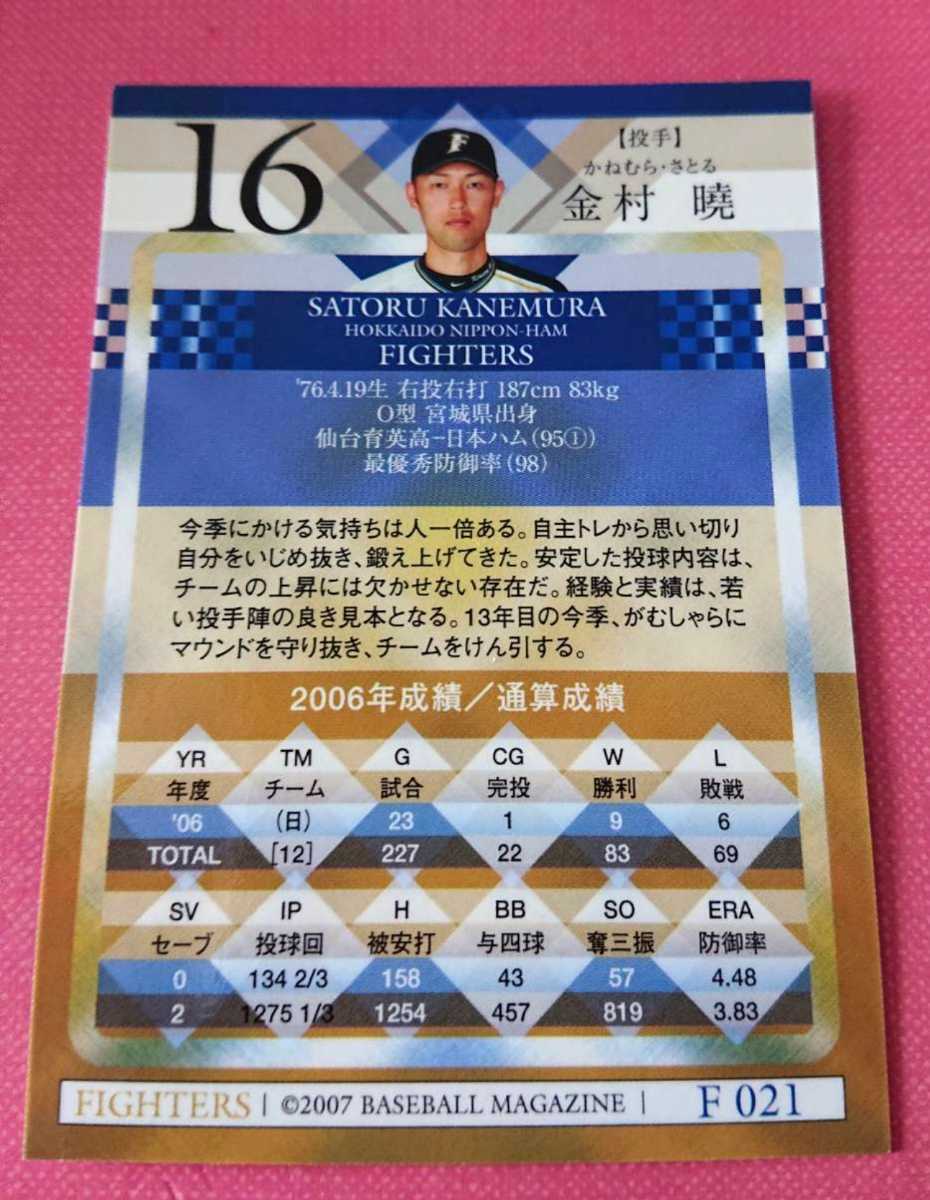 16
【投手】
かねむら・さとる
金村 曉
F
SATORU KANEMURA
HOKKAIDO NIPPON-HAM
FIGHTERS
'76.4.19生 右投右打 187cm 83kg
O型 宮城県出身
仙台育英高-日本ハム(95①)
最優秀防御率(98)
今季にかける気持ちは人一倍ある。自主トレから思い切り
自分をいじめ抜き、鍛え上げてきた。安定した投球内容は、
チームの上昇には欠かせない存在だ。経験と実績は、若
い投手陣の良き見本となる。13年目の今季、がむしゃらに
マウンドを守り抜き、チームをけん引する。
2006年成績/通算成績
YR TM G CG W L
年度 チーム 試合 完投 勝利 敗戦
'06 (日) 23 1 9 6
TOTAL [12] 227 22 83 69
SV IP H BB SO ERA
セーブ 投球回 被安打 与四球 奪三振 防御率
0 134 2/3 158 43 57 4.48
2 1275 1/3 1254 457 819 3.83
FIGHTERS | ©2007 BASEBALL MAGAZINE | F 021